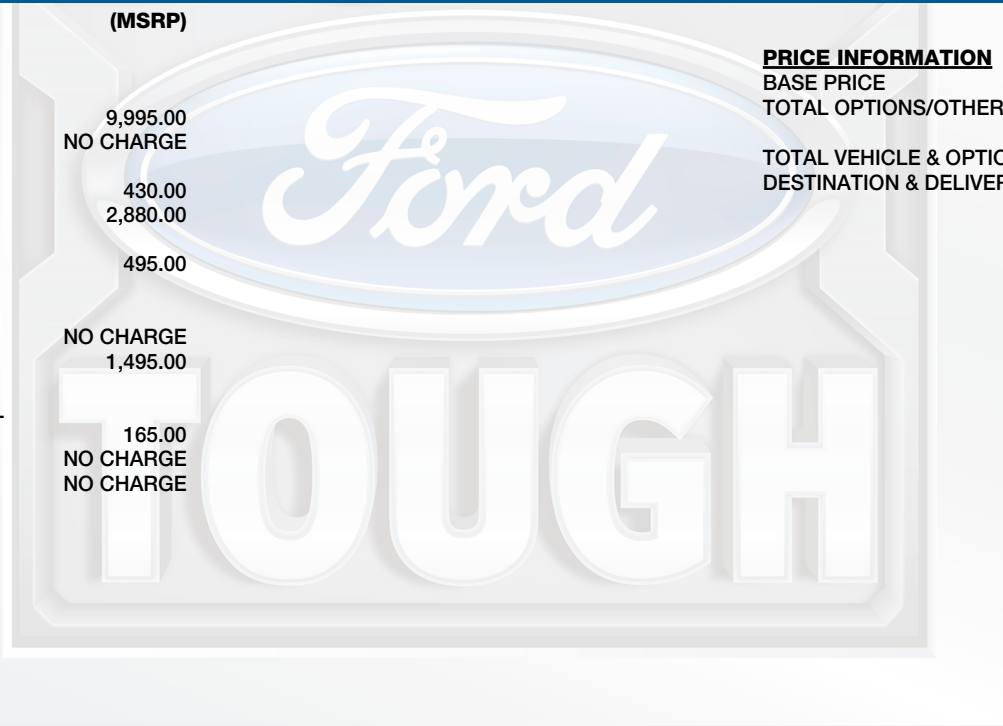 (MSRP)
9,995.00
NO CHARGE
430.00
2,880.00
495.00
NO CHARGE
1,495.00
165.00
NO CHARGE
NO CHARGE
PRICE INFORMATION
BASE PRICE
TOTAL OPTIONS/OTHER
TOTAL VEHICLE & OPTIO
DESTINATION & DELIVER
Ford
TOUGH